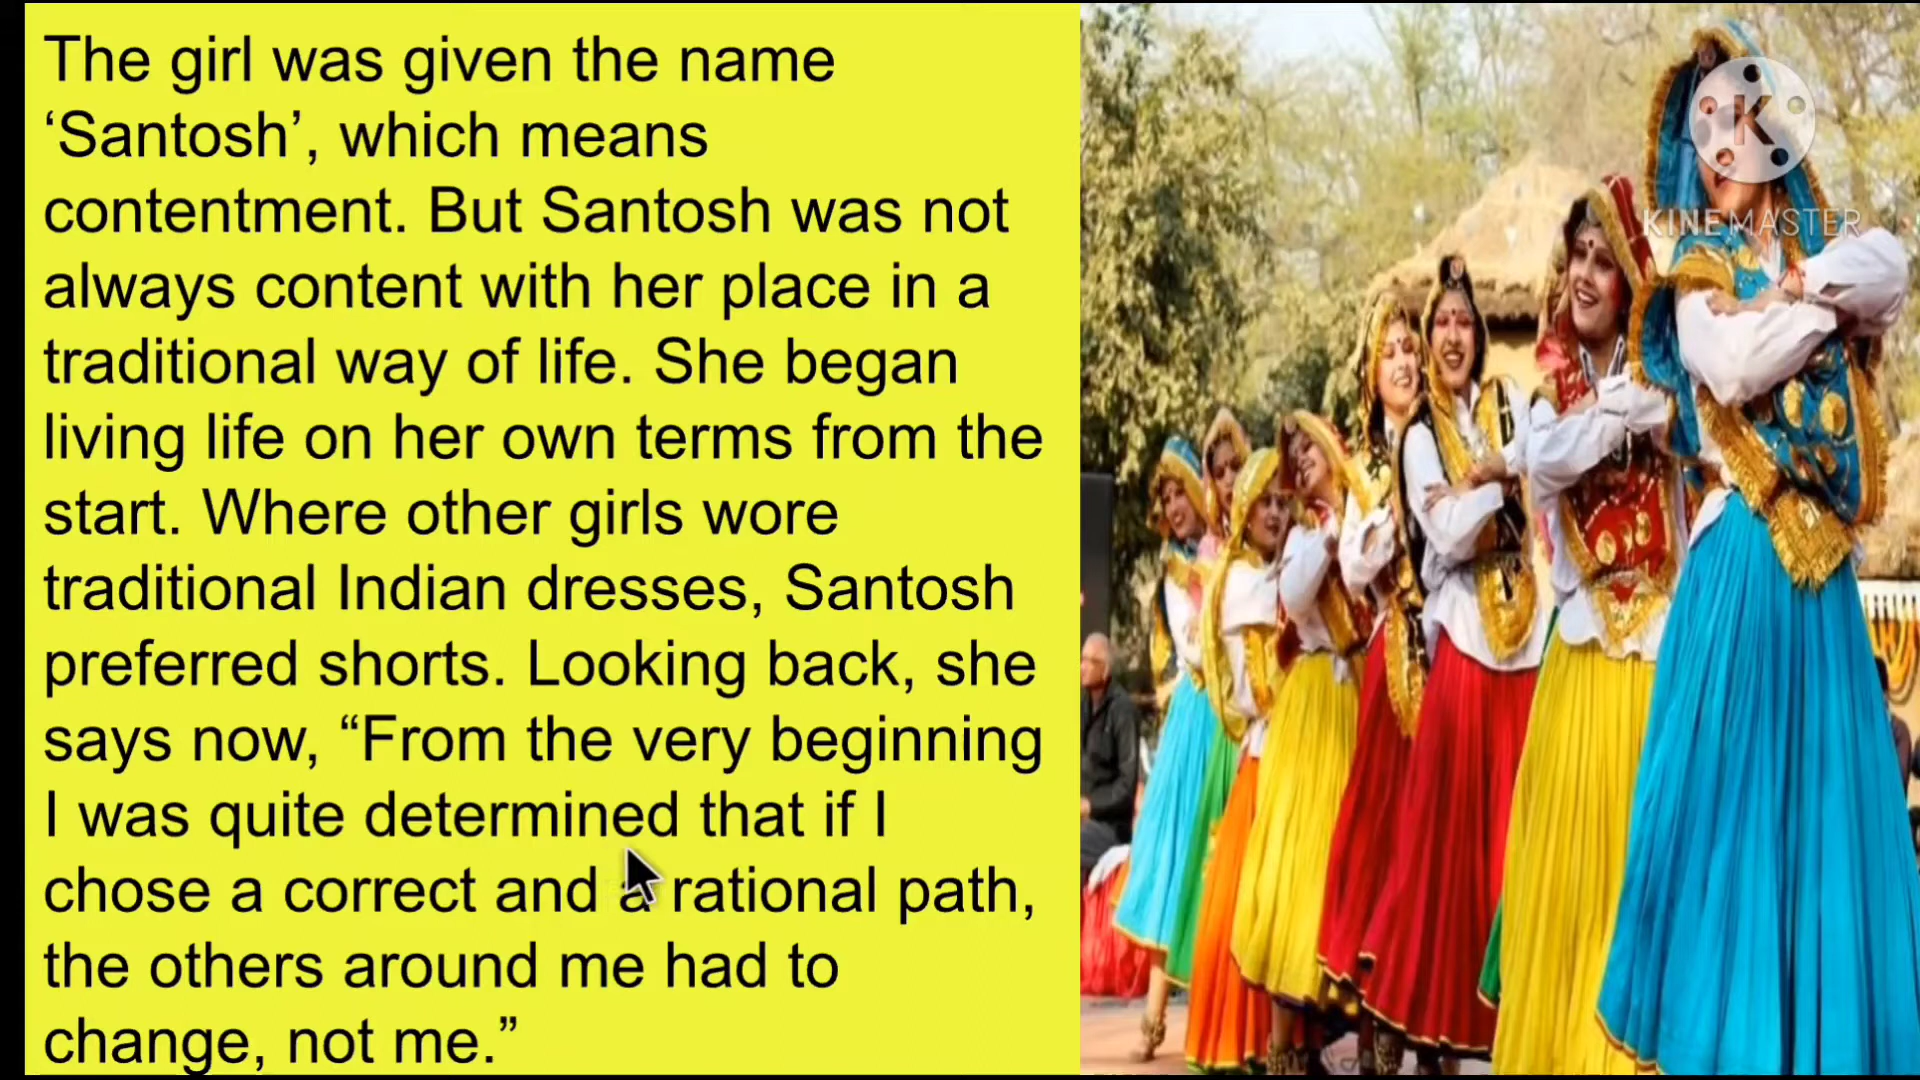 The girl was given the name
‘Santosh’, which means
contentment. But Santosh was not
always content with her place in a
traditional way of life. She began
living life on her own terms from the
start. Where other girls wore
traditional Indian dresses, Santosh
preferred shorts. Looking back, she
says now, “From the very beginning
I was quite determined that if I
chose a correct and a rational path,
the others around me had to
change, not me.”
K
KINEMASTER